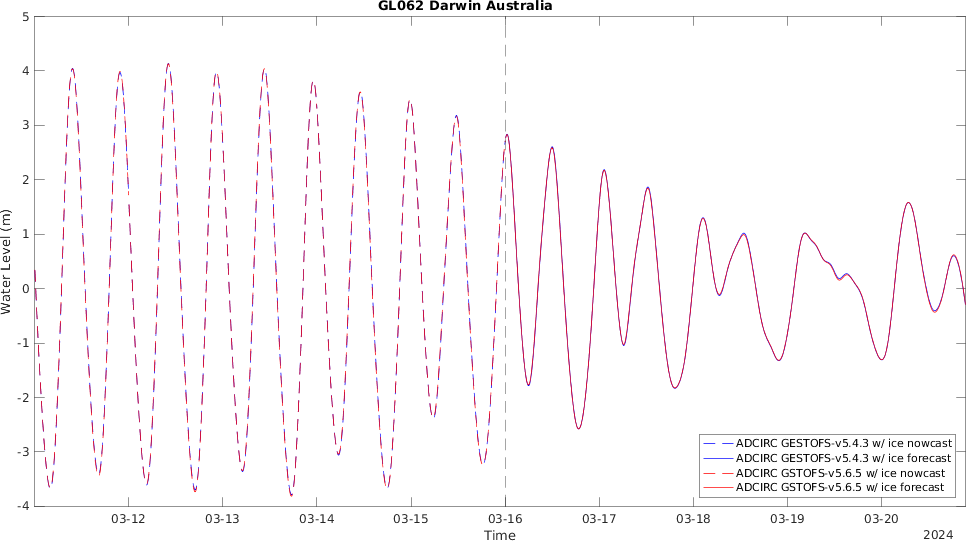 GL062 Darwin Australia
5
4
3
2
1
0
-1
-2
-3
-4
Water Level (m)
ADCIRC GESTOFS-v5.4.3 w/ ice nowcast
ADCIRC GESTOFS-v5.4.3 w/ ice forecast
ADCIRC GSTOFS-v5.6.5 w/ ice nowcast
ADCIRC GSTOFS-v5.6.5 w/ ice forecast
03-12 03-13 03-14 03-15 03-16 03-17 03-18 03-19 03-20
Time
2024